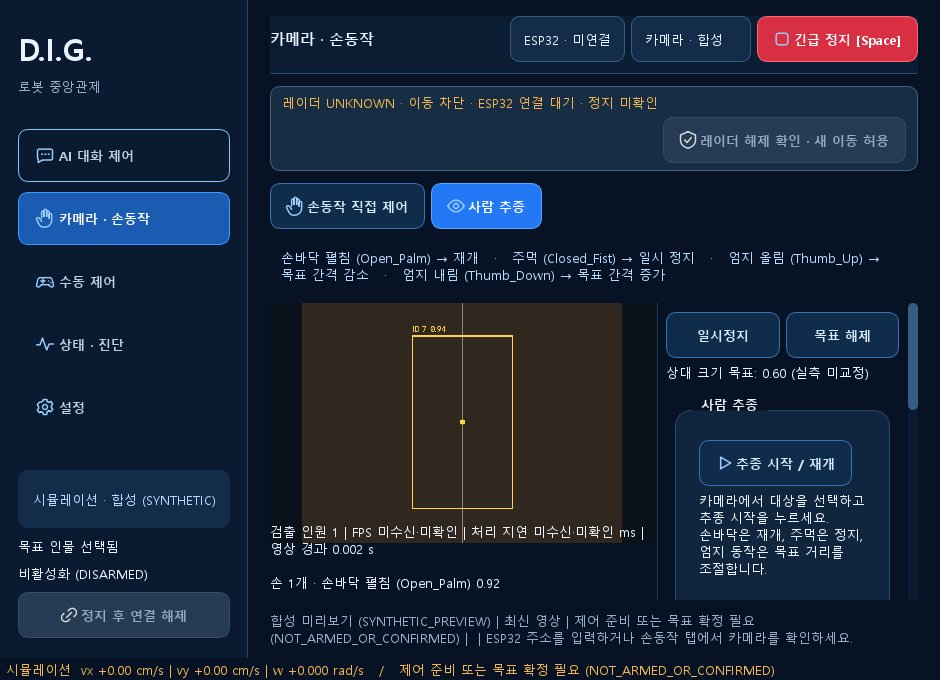 D.I.G.
로봇 중앙관제
AI 대화 제어
카메라 · 손동작
수동 제어
상태 · 진단
설정
시뮬레이션 · 합성 (SYNTHETIC)
목표 인물 선택됨
비활성화 (DISARMED)
정지 후 연결 해제
카메라 · 손동작
ESP32 · 미연결
카메라 · 합성
긴급 정지 [Space]
레이더 UNKNOWN · 이동 차단 · ESP32 연결 대기 · 정지 미확인
레이더 해제 확인 · 새 이동 허용
손동작 직접 제어
사람 추종
손바닥 펼침 (Open_Palm) → 재개 · 주먹 (Closed_Fist) → 일시 정지 · 엄지 올림 (Thumb_Up) →
목표 간격 감소 · 엄지 내림 (Thumb_Down) → 목표 간격 증가
ID 7 0.94
검출 인원 1 | FPS 미수신·미확인 | 처리 지연 미수신·미확인 ms |
영상 경과 0.002 s
손 1개 · 손바닥 펼침 (Open_Palm) 0.92
일시정지
목표 해제
상대 크기 목표: 0.60 (실측 미교정)
사람 추종
추종 시작 / 재개
카메라에서 대상을 선택하고
추종 시작을 누르세요.
손바닥은 재개, 주먹은 정지,
엄지 동작은 목표 거리를
조절합니다.
합성 미리보기 (SYNTHETIC_PREVIEW) | 최신 영상 | 제어 준비 또는 목표 확정 필요
(NOT_ARMED_OR_CONFIRMED) | | ESP32 주소를 입력하거나 손동작 탭에서 카메라를 확인하세요.
시뮬레이션 vx +0.00 cm/s | vy +0.00 cm/s | w +0.000 rad/s / 제어 준비 또는 목표 확정 필요 (NOT_ARMED_OR_CONFIRMED)